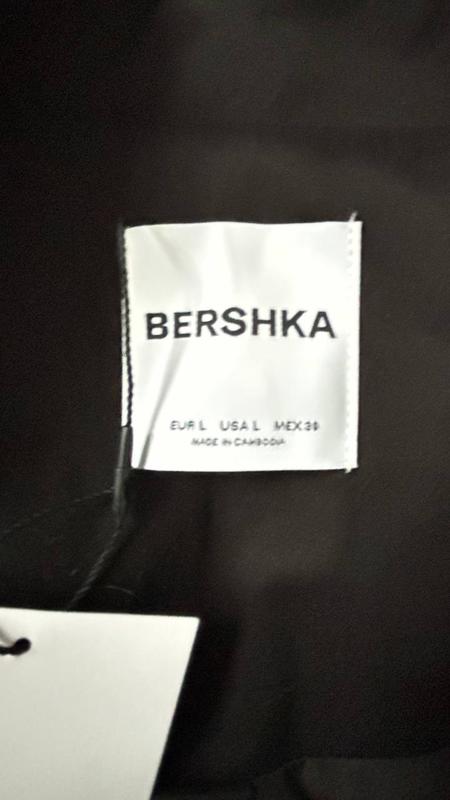 BERSHKA
EUR L USA L MEX 30
MADE IN CAMBODIA